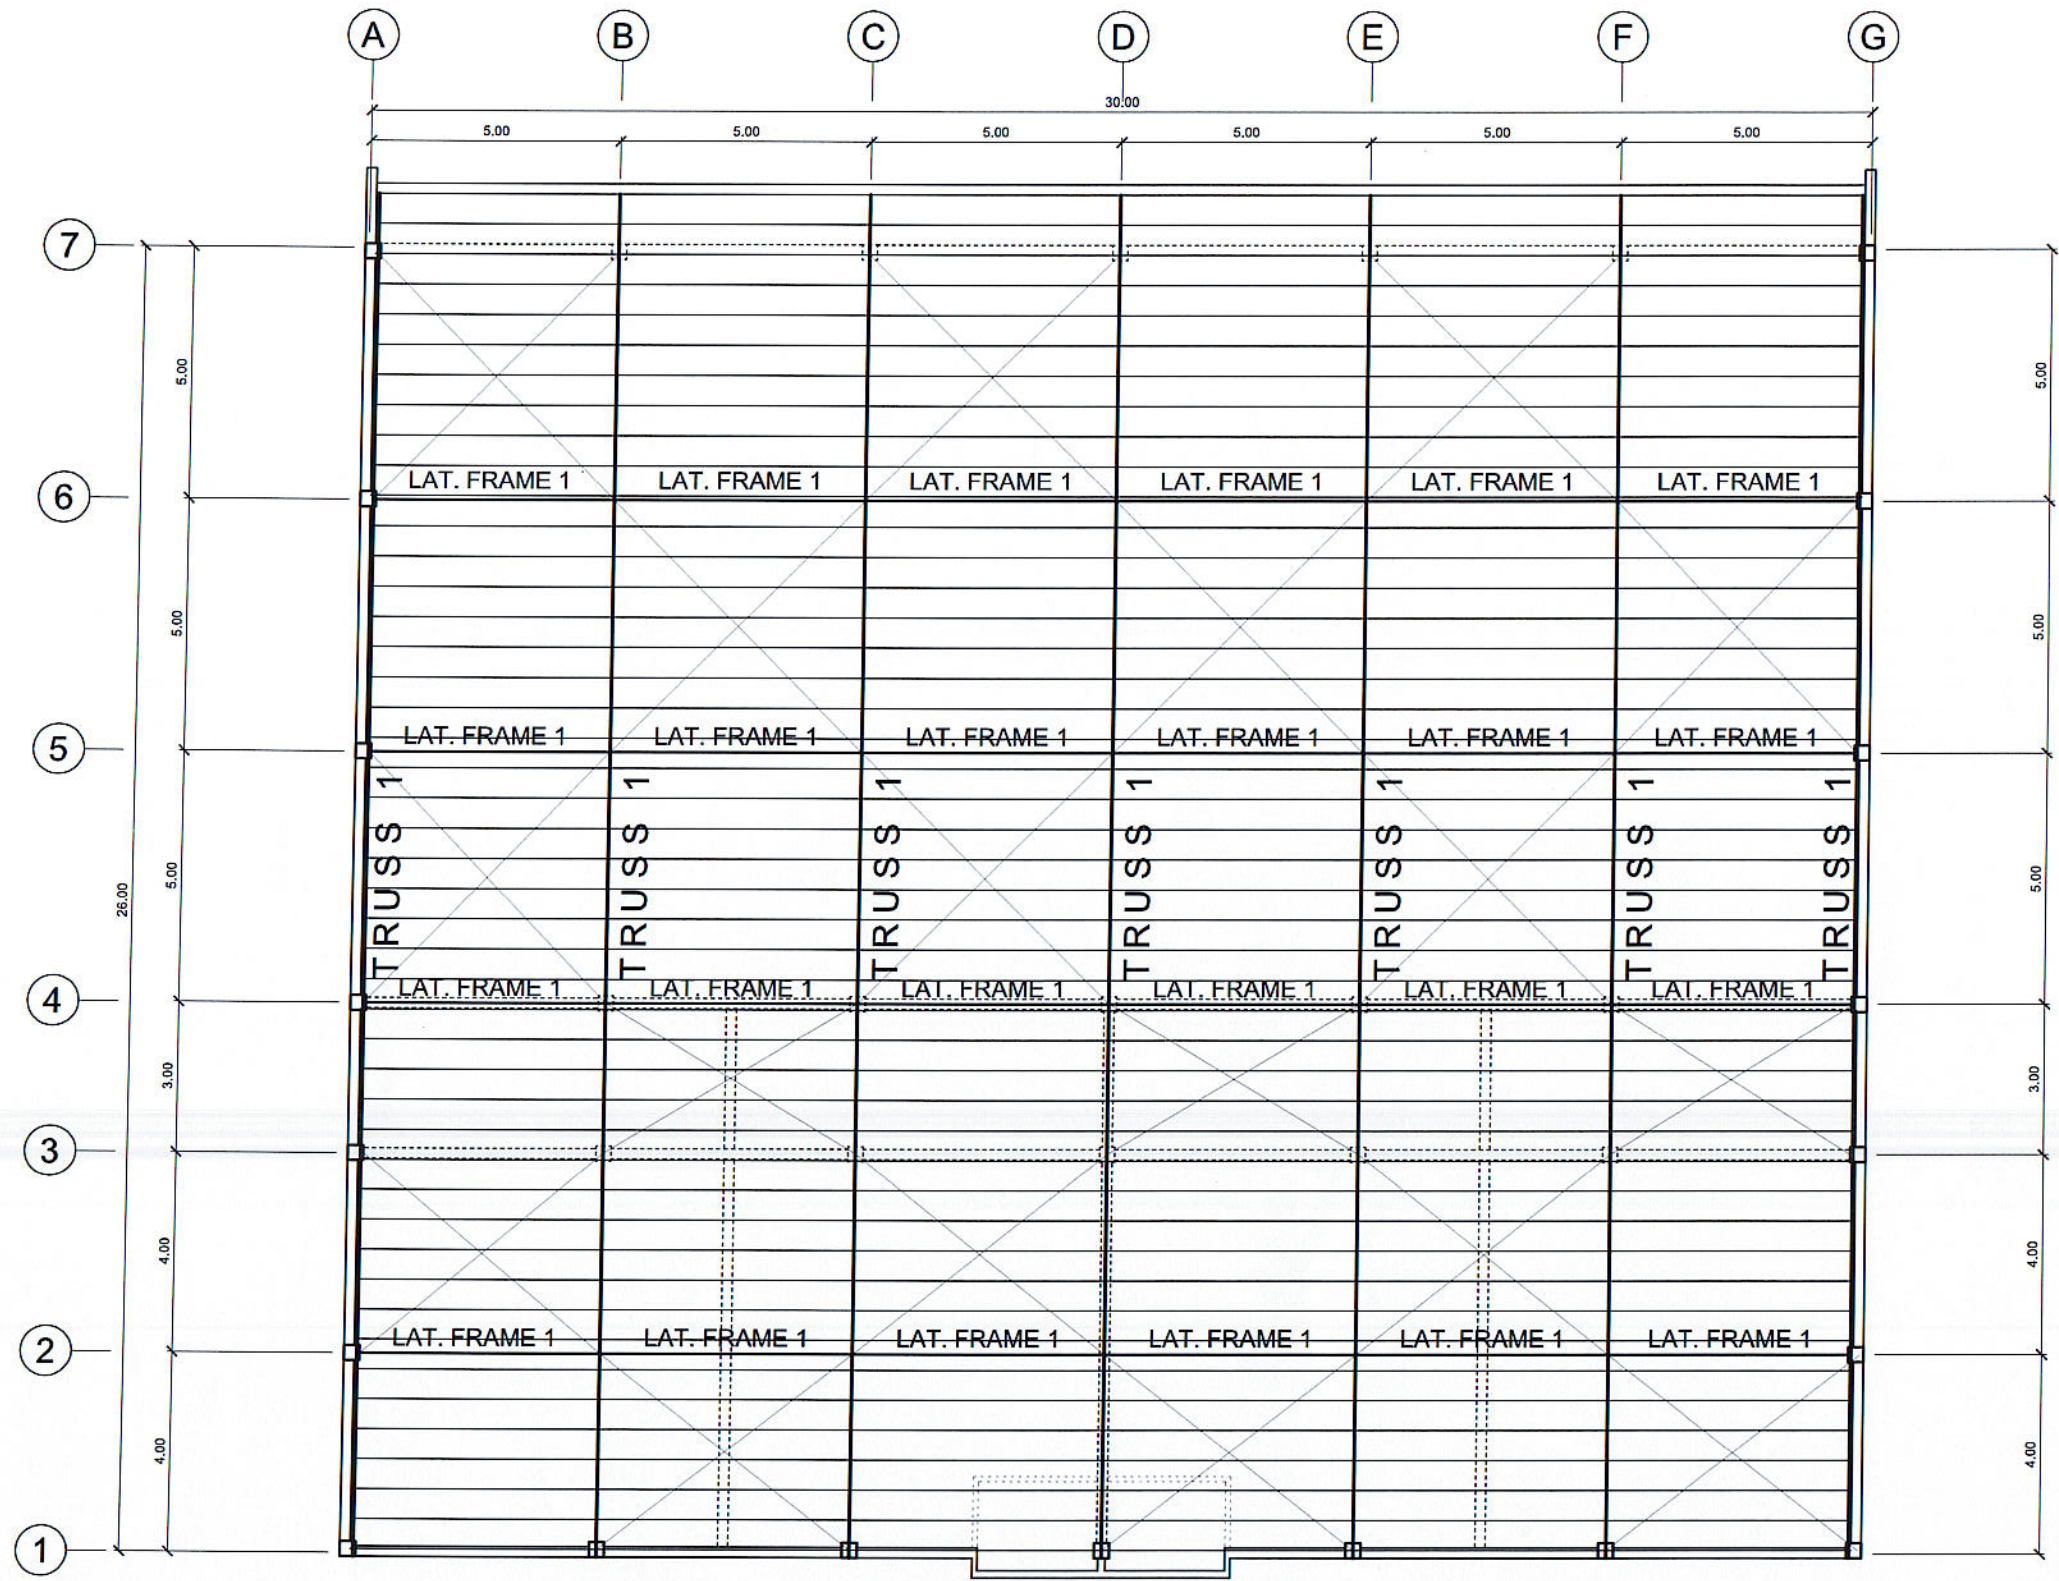 A B C D E F G
30.00
5.00 5.00 5.00 5.00 5.00 5.00
7
5.00 5.00
6 LAT. FRAME 1 LAT. FRAME 1 LAT. FRAME 1 LAT. FRAME 1 LAT. FRAME 1 LAT. FRAME 1
5.00 5.00
5 LAT. FRAME 1 LAT. FRAME 1 LAT. FRAME 1 LAT. FRAME 1 LAT. FRAME 1 LAT. FRAME 1
TRUSS 1 TRUSS 1 TRUSS 1 TRUSS 1 TRUSS 1 TRUSS 1 TRUSS 1
26.00 5.00 5.00
4 LAT. FRAME 1 LAT. FRAME 1 LAT. FRAME 1 LAT. FRAME 1 LAT. FRAME 1 LAT. FRAME 1
3.00 3.00
3
4.00 4.00
2 LAT. FRAME 1 LAT. FRAME 1 LAT. FRAME 1 LAT. FRAME 1 LAT. FRAME 1 LAT. FRAME 1
4.00 4.00
1